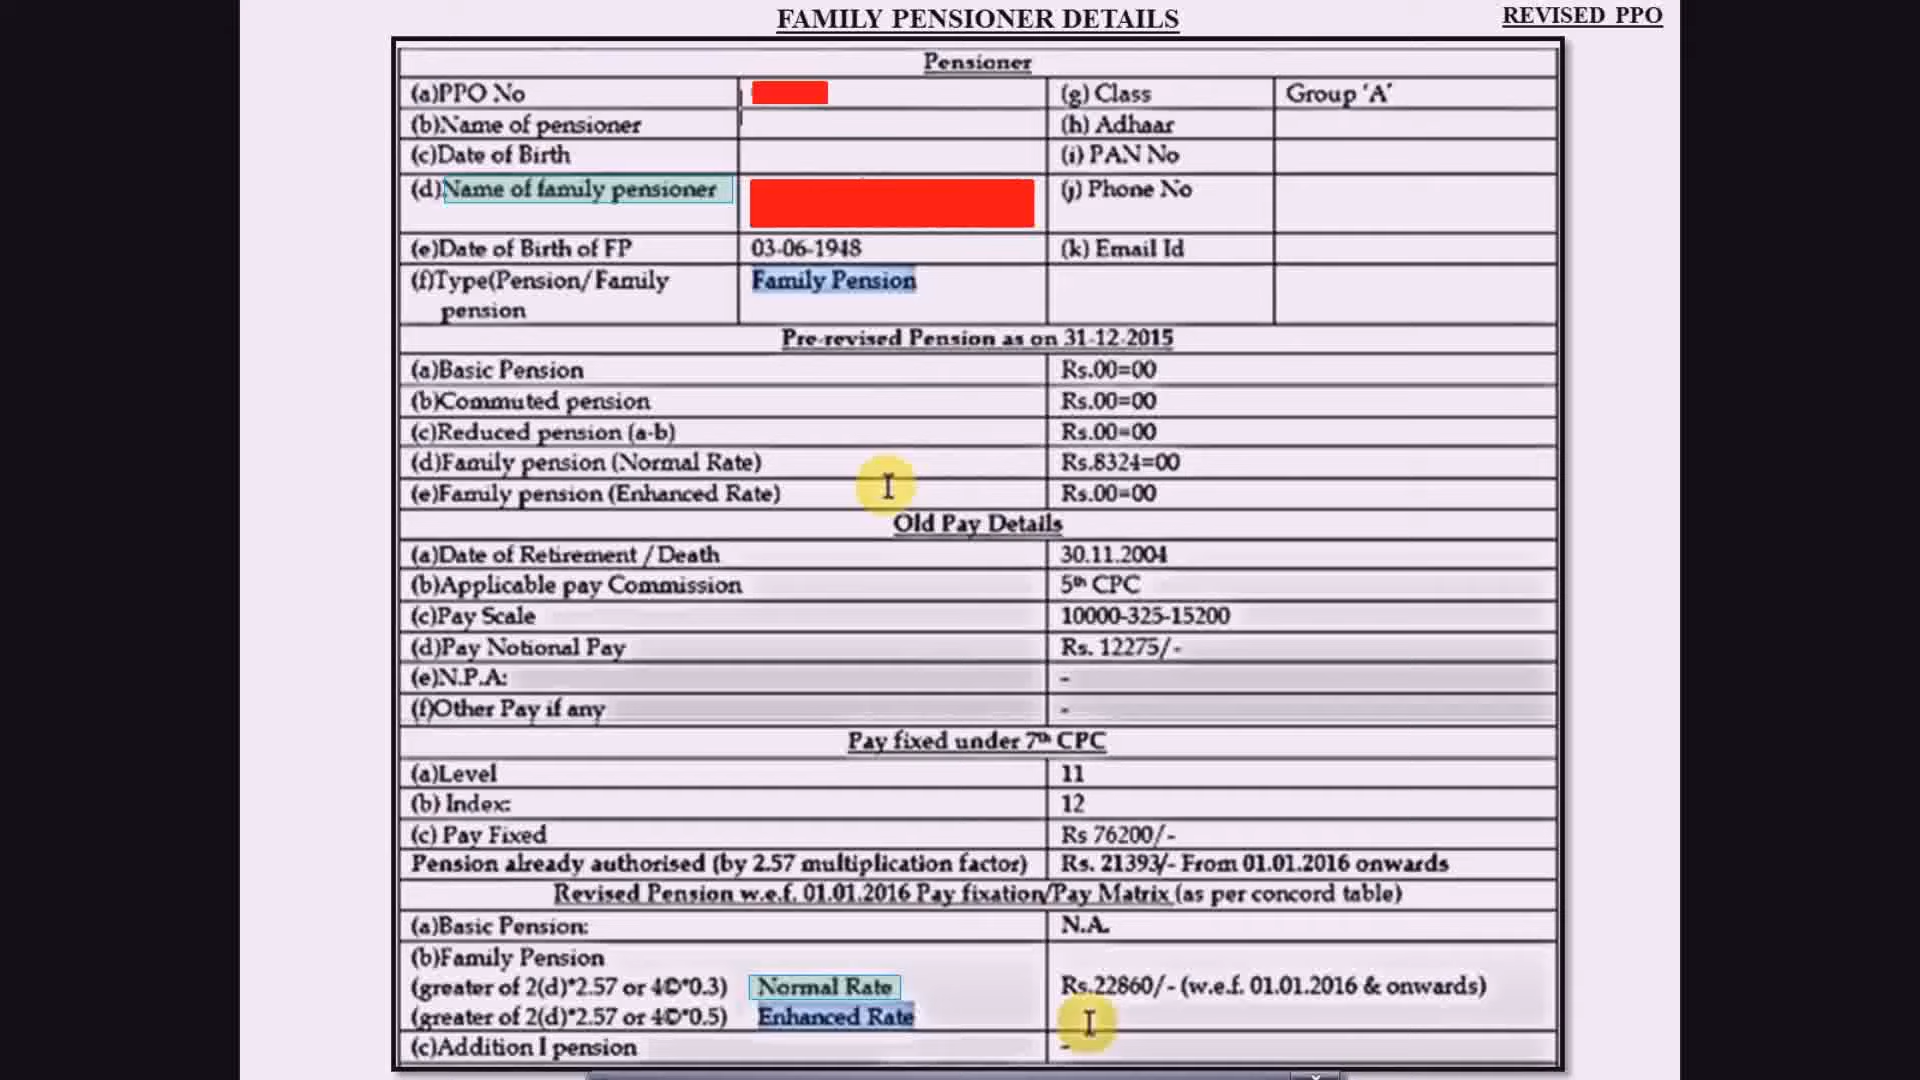 FAMILY PENSIONER DETAILS
REVISED PPO
Pensioner
(a)PPO No
(g) Class
Group ‘A’
(b)Name of pensioner
(h) Adhaar
(c)Date of Birth
(i) PAN No
(d)Name of family pensioner
(j) Phone No
(e)Date of Birth of FP
03-06-1948
(k) Email Id
(f)Type(Pension/Family
pension
Family Pension
Pre-revised Pension as on 31-12-2015
(a)Basic Pension
Rs.00=00
(b)Commuted pension
Rs.00=00
(c)Reduced pension (a-b)
Rs.00=00
(d)Family pension (Normal Rate)
Rs.8324=00
(e)Family pension (Enhanced Rate)
Rs.00=00
Old Pay Details
(a)Date of Retirement /Death
30.11.2004
(b)Applicable pay Commission
5th CPC
(c)Pay Scale
10000-325-15200
(d)Pay Notional Pay
Rs. 12275/-
(e)N.P.A:
-
(f)Other Pay if any
-
Pay fixed under 7th CPC
(a)Level
11
(b) Index:
12
(c) Pay Fixed
Rs 76200/-
Pension already authorised (by 2.57 multiplication factor)
Rs. 21393/- From 01.01.2016 onwards
Revised Pension w.e.f. 01.01.2016 Pay fixation/Pay Matrix (as per concord table)
(a)Basic Pension:
N.A.
(b)Family Pension
(greater of 2(d)*2.57 or 4©*0.3) Normal Rate
Rs.22860/- (w.e.f. 01.01.2016 & onwards)
(greater of 2(d)*2.57 or 4©*0.5) Enhanced Rate
(c)Addition I pension
-